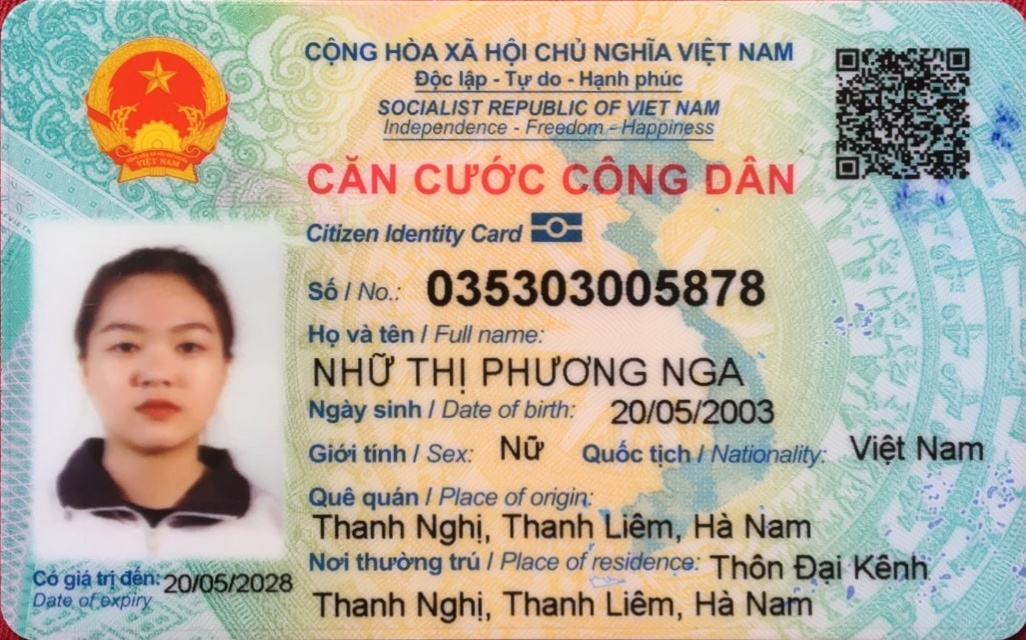 CỘNG HÒA XÃ HỘI CHỦ NGHĨA VIỆT NAM
Độc lập - Tự do - Hạnh phúc
SOCIALIST REPUBLIC OF VIET NAM
Independence - Freedom - Happiness
CĂN CƯỚC CÔNG DÂN
Citizen Identity Card
Số / No.: 035303005878
Họ và tên / Full name:
NHỮ THỊ PHƯƠNG NGA
Ngày sinh / Date of birth: 20/05/2003
Giới tính / Sex: Nữ Quốc tịch / Nationality: Việt Nam
Quê quán / Place of origin:
Thanh Nghị, Thanh Liêm, Hà Nam
Nơi thường trú / Place of residence: Thôn Đại Kênh
Thanh Nghị, Thanh Liêm, Hà Nam
Có giá trị đến: 20/05/2028
Date of expiry